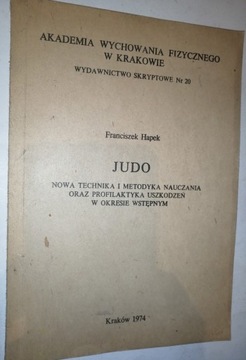 AKADEMIA WYCHOWANIA FIZYCZNEGO
W KRAKOWIE
WYDAWNICTWO SKRYPTOWE Nr 20
Franciszek Hapek
JUDO
NOWA TECHNIKA I METODYKA NAUCZANIA
ORAZ PROFILAKTYKA USZKODZEŃ
W OKRESIE WSTĘPNYM
Kraków 1974